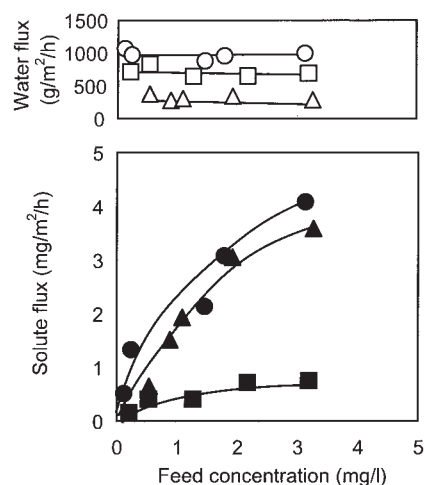 Water flux
(g/m²/h)
1500
1000
500
0
Solute flux (mg/m²/h)
5
4
3
2
1
0
0 1 2 3 4 5
Feed concentration (mg/l)